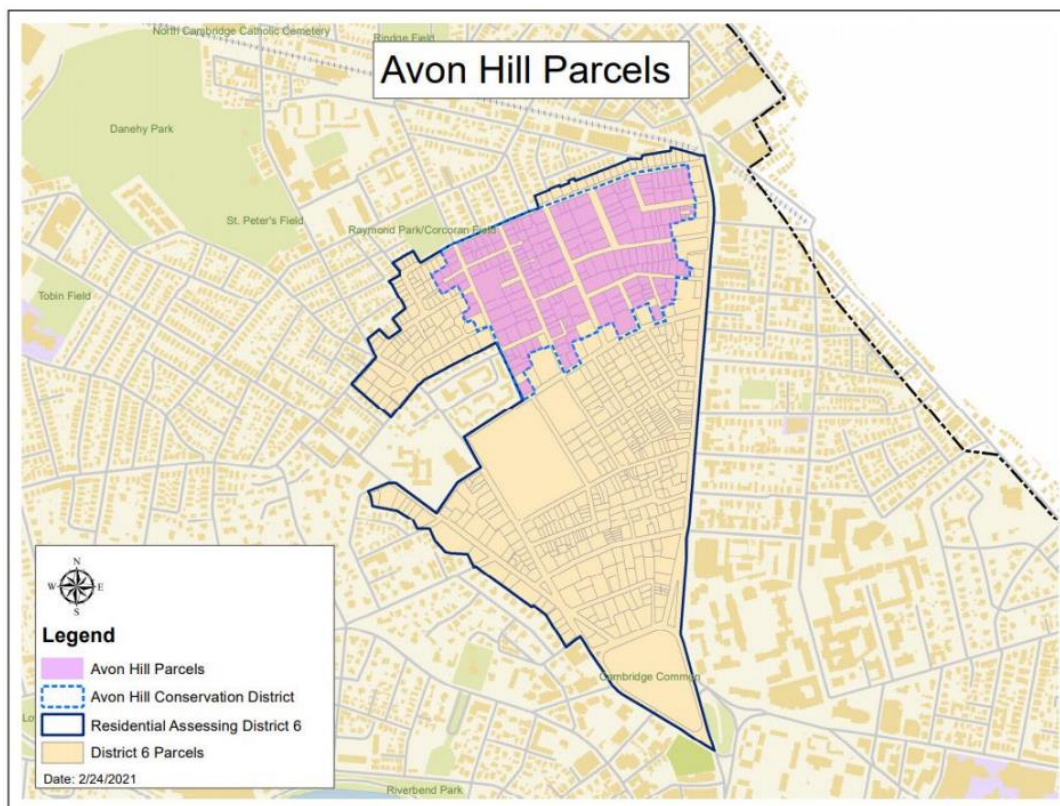 North Cambridge Catholic Cemetery
Rindge Field
Avon Hill Parcels
Danehy Park
St. Peter's Field
Raymond Park/Corcoran Field
Tobin Field
Cambridge Common
N
W E
S
Legend
Avon Hill Parcels
Avon Hill Conservation District
Residential Assessing District 6
District 6 Parcels
Date: 2/24/2021
Riverbend Park